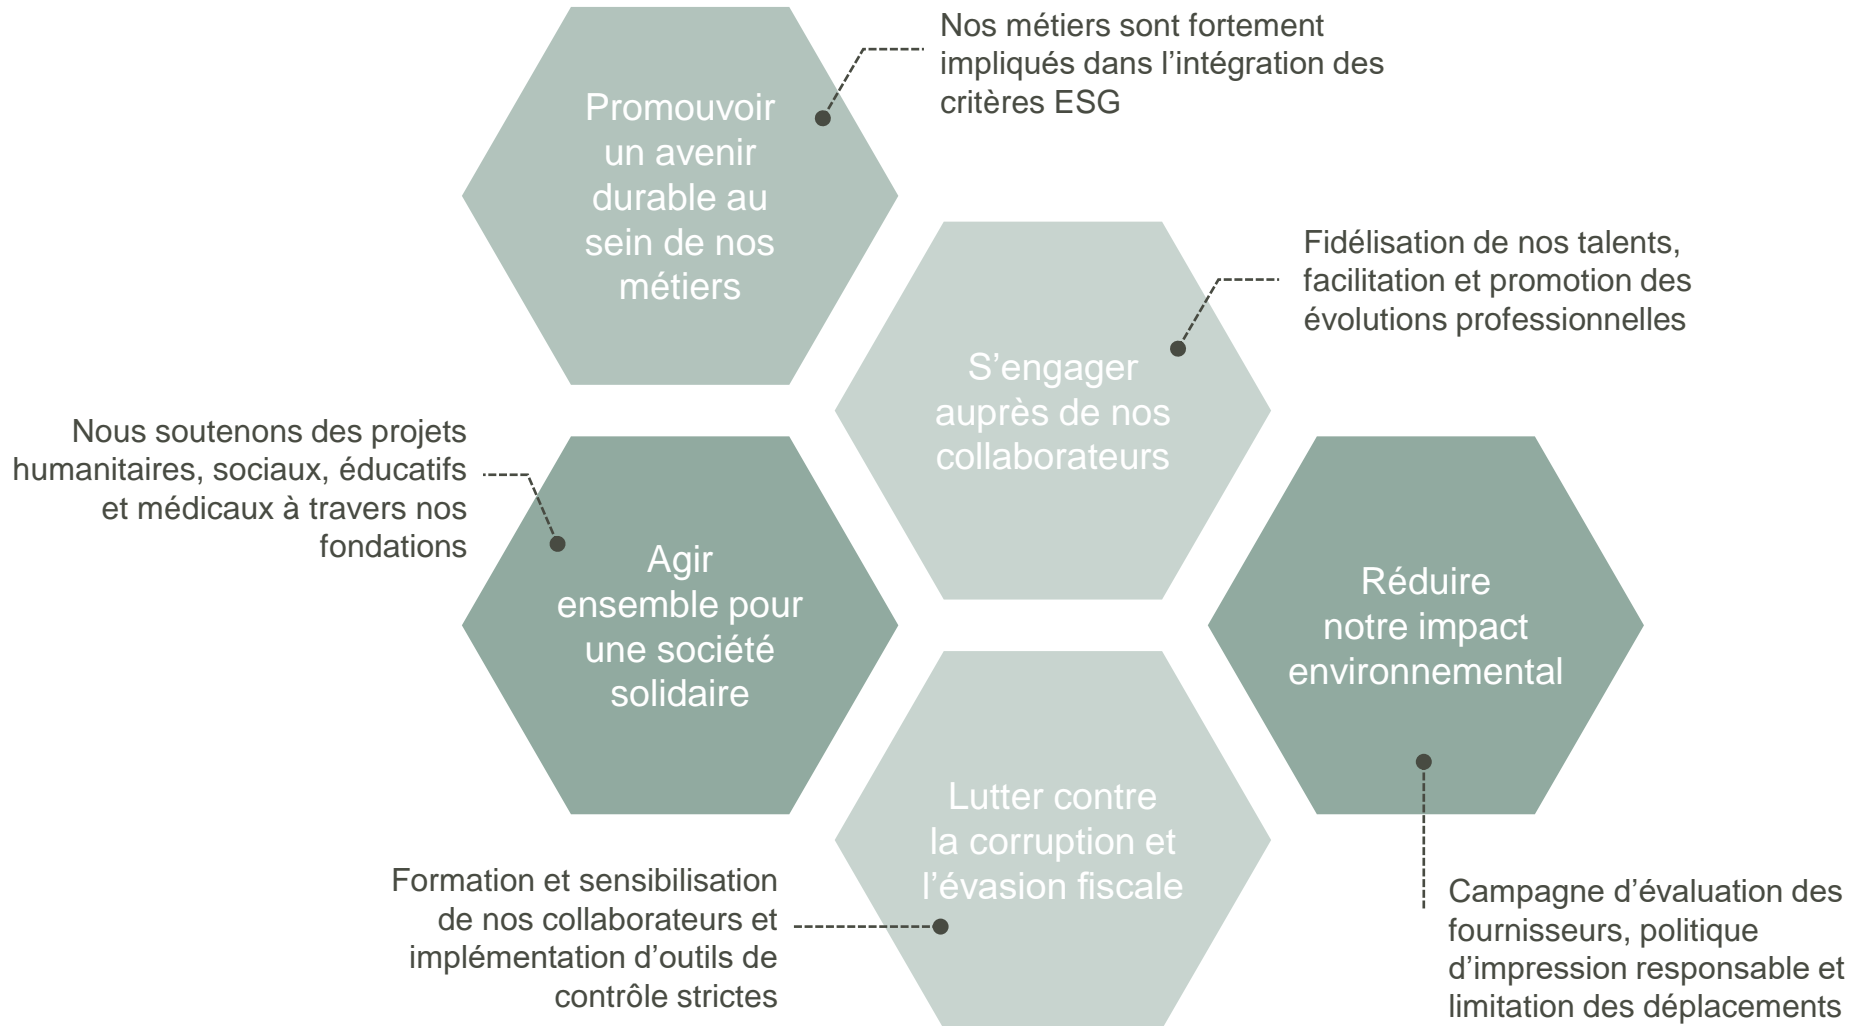 Nos métiers sont fortement
impliqués dans l’intégration des
critères ESG
Promouvoir
un avenir
durable au
sein de nos
métiers
Fidélisation de nos talents,
facilitation et promotion des
évolutions professionnelles
S’engager
auprès de nos
collaborateurs
Nous soutenons des projets
humanitaires, sociaux, éducatifs
et médicaux à travers nos
fondations
Agir
ensemble pour
une société
solidaire
Réduire
notre impact
environnemental
Lutter contre
la corruption et
l’évasion fiscale
Formation et sensibilisation
de nos collaborateurs et
implémentation d’outils de
contrôle strictes
Campagne d’évaluation des
fournisseurs, politique
d’impression responsable et
limitation des déplacements